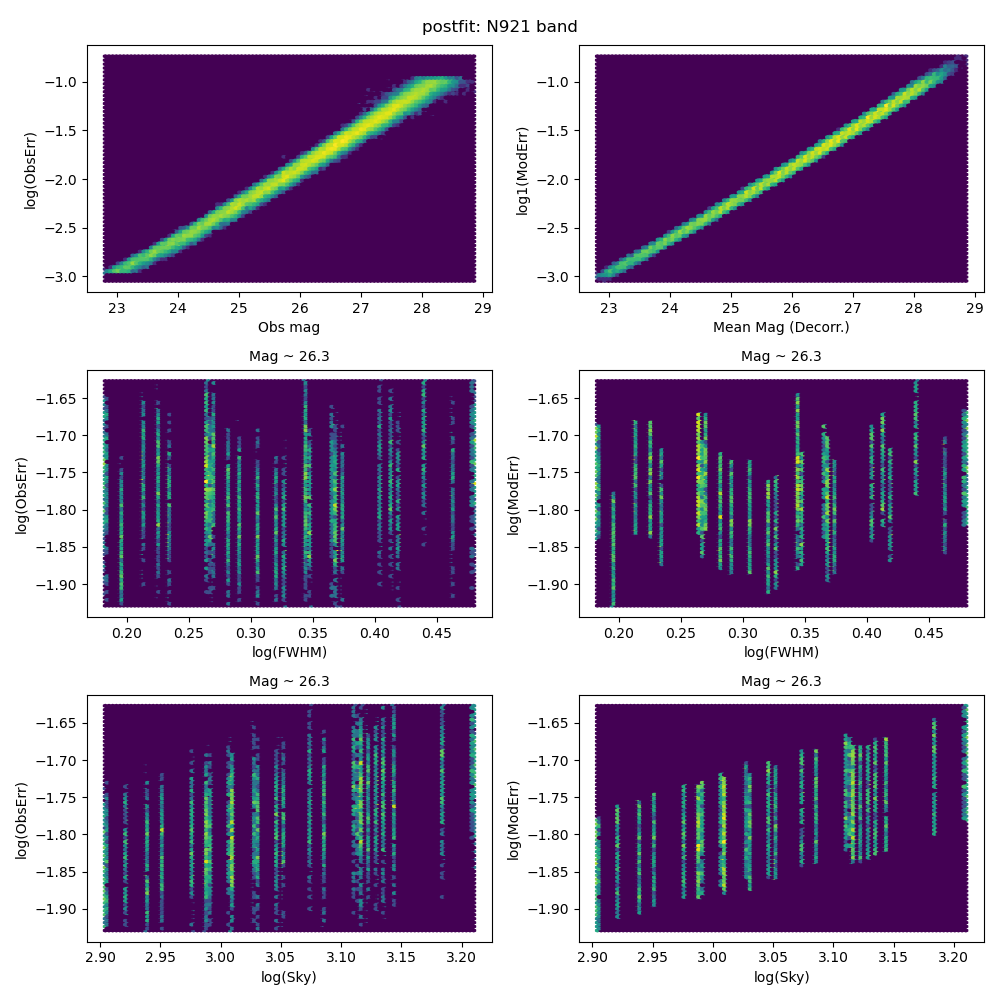 postfit: N921 band
log(ObsErr)
−1.0
−1.5
−2.0
−2.5
−3.0
23 24 25 26 27 28 29
Obs mag
log1(ModErr)
−1.0
−1.5
−2.0
−2.5
−3.0
23 24 25 26 27 28 29
Mean Mag (Decorr.)
Mag ~ 26.3
log(ObsErr)
−1.65
−1.70
−1.75
−1.80
−1.85
−1.90
0.20 0.25 0.30 0.35 0.40 0.45
log(FWHM)
Mag ~ 26.3
log(ModErr)
−1.65
−1.70
−1.75
−1.80
−1.85
−1.90
0.20 0.25 0.30 0.35 0.40 0.45
log(FWHM)
Mag ~ 26.3
log(ObsErr)
−1.65
−1.70
−1.75
−1.80
−1.85
−1.90
2.90 2.95 3.00 3.05 3.10 3.15 3.20
log(Sky)
Mag ~ 26.3
log(ModErr)
−1.65
−1.70
−1.75
−1.80
−1.85
−1.90
2.90 2.95 3.00 3.05 3.10 3.15 3.20
log(Sky)